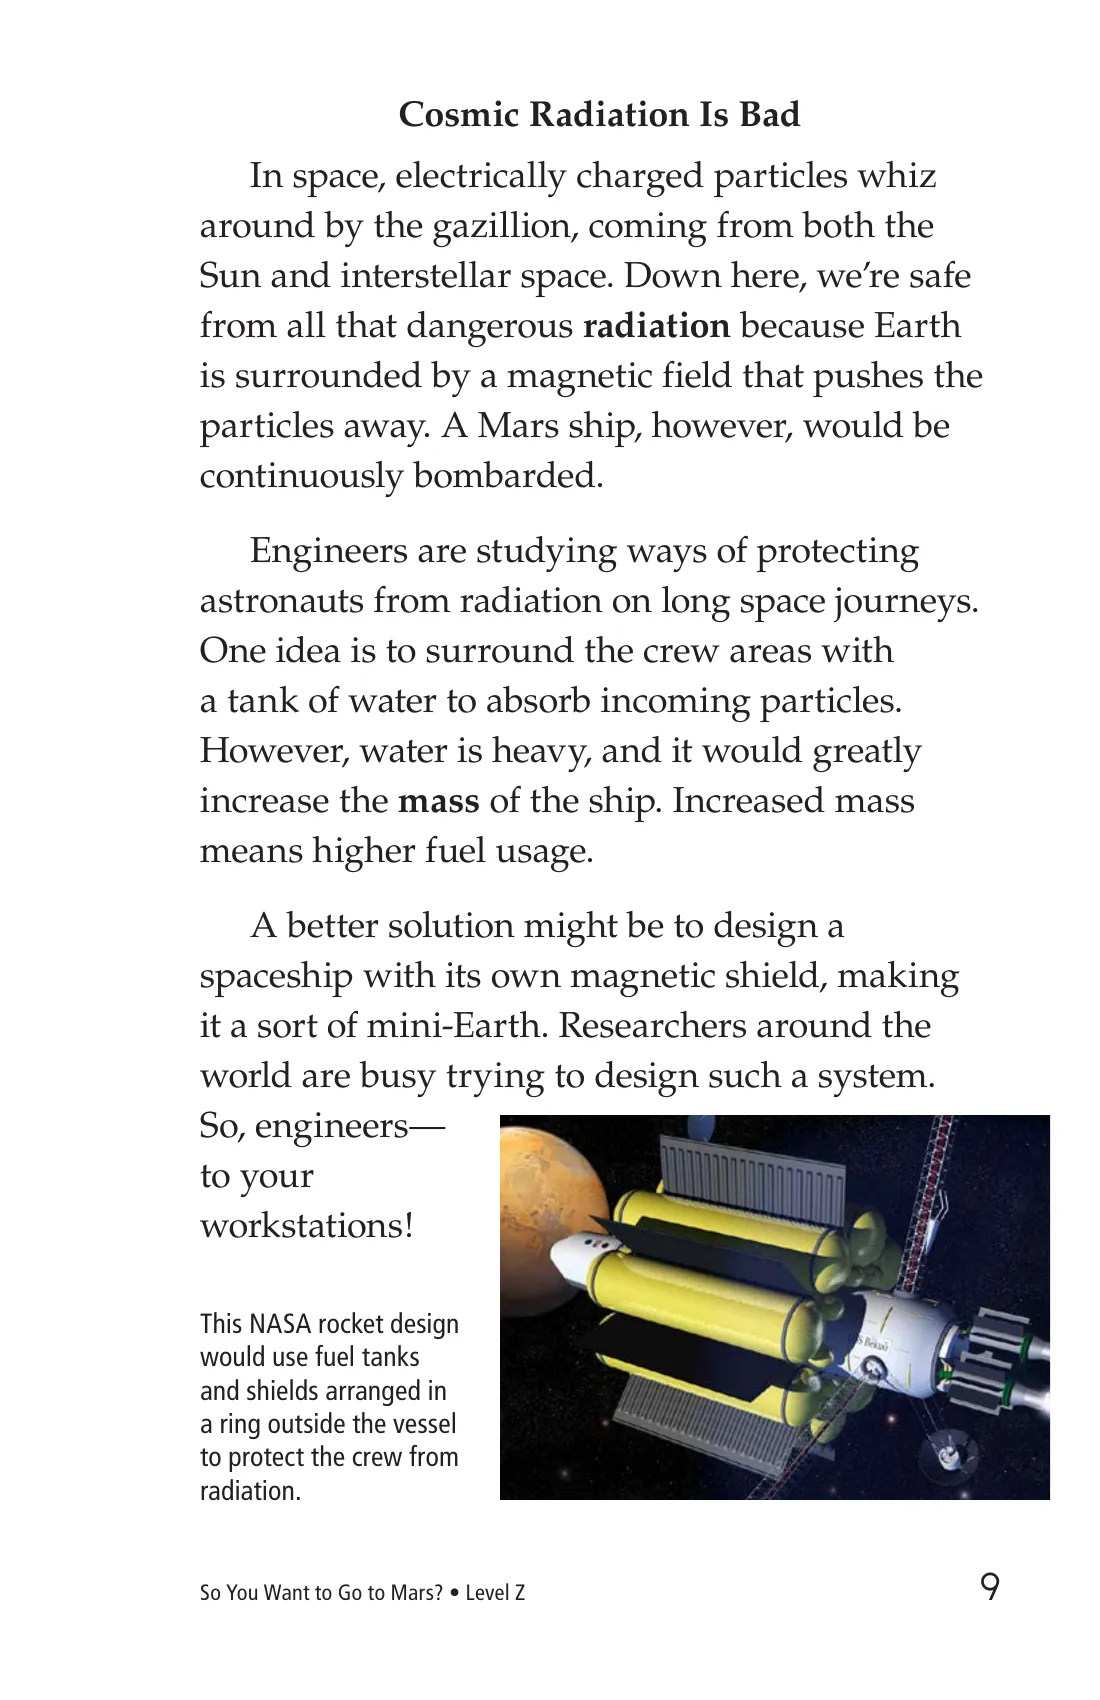 Cosmic Radiation Is Bad
In space, electrically charged particles whiz
around by the gazillion, coming from both the
Sun and interstellar space. Down here, we’re safe
from all that dangerous radiation because Earth
is surrounded by a magnetic field that pushes the
particles away. A Mars ship, however, would be
continuously bombarded.
Engineers are studying ways of protecting
astronauts from radiation on long space journeys.
One idea is to surround the crew areas with
a tank of water to absorb incoming particles.
However, water is heavy, and it would greatly
increase the mass of the ship. Increased mass
means higher fuel usage.
A better solution might be to design a
spaceship with its own magnetic shield, making
it a sort of mini-Earth. Researchers around the
world are busy trying to design such a system.
So, engineers—
to your
workstations!
This NASA rocket design
would use fuel tanks
and shields arranged in
a ring outside the vessel
to protect the crew from
radiation.
So You Want to Go to Mars? • Level Z
9